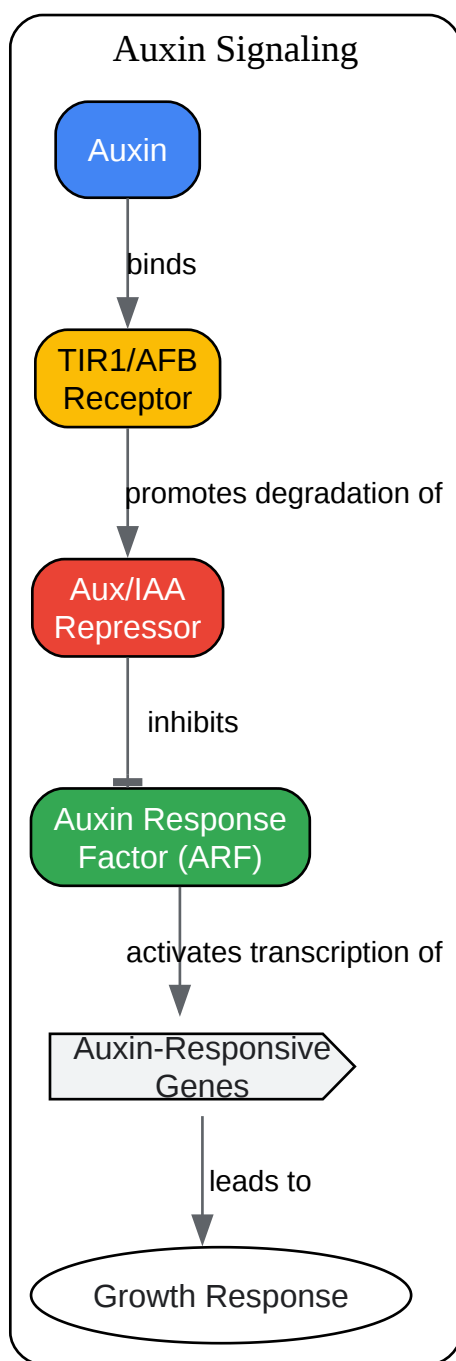 Auxin Signaling
Auxin
binds
TIR1/AFB
Receptor
promotes degradation of
Aux/IAA
Repressor
inhibits
Auxin Response
Factor (ARF)
activates transcription of
Auxin-Responsive
Genes
leads to
Growth Response